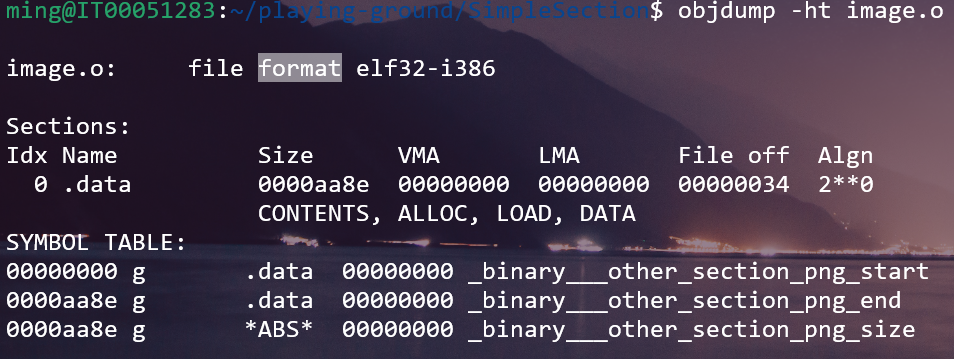 ming@IT00051283:~/playing-ground/SimpleSection$ objdump -ht image.o
image.o:     file format elf32-i386
Sections:
Idx Name          Size      VMA       LMA       File off  Algn
  0 .data         0000aa8e  00000000  00000000  00000034  2**0
                  CONTENTS, ALLOC, LOAD, DATA
SYMBOL TABLE:
00000000 g       .data  00000000 _binary___other_section_png_start
0000aa8e g       .data  00000000 _binary___other_section_png_end
0000aa8e g       *ABS*  00000000 _binary___other_section_png_size